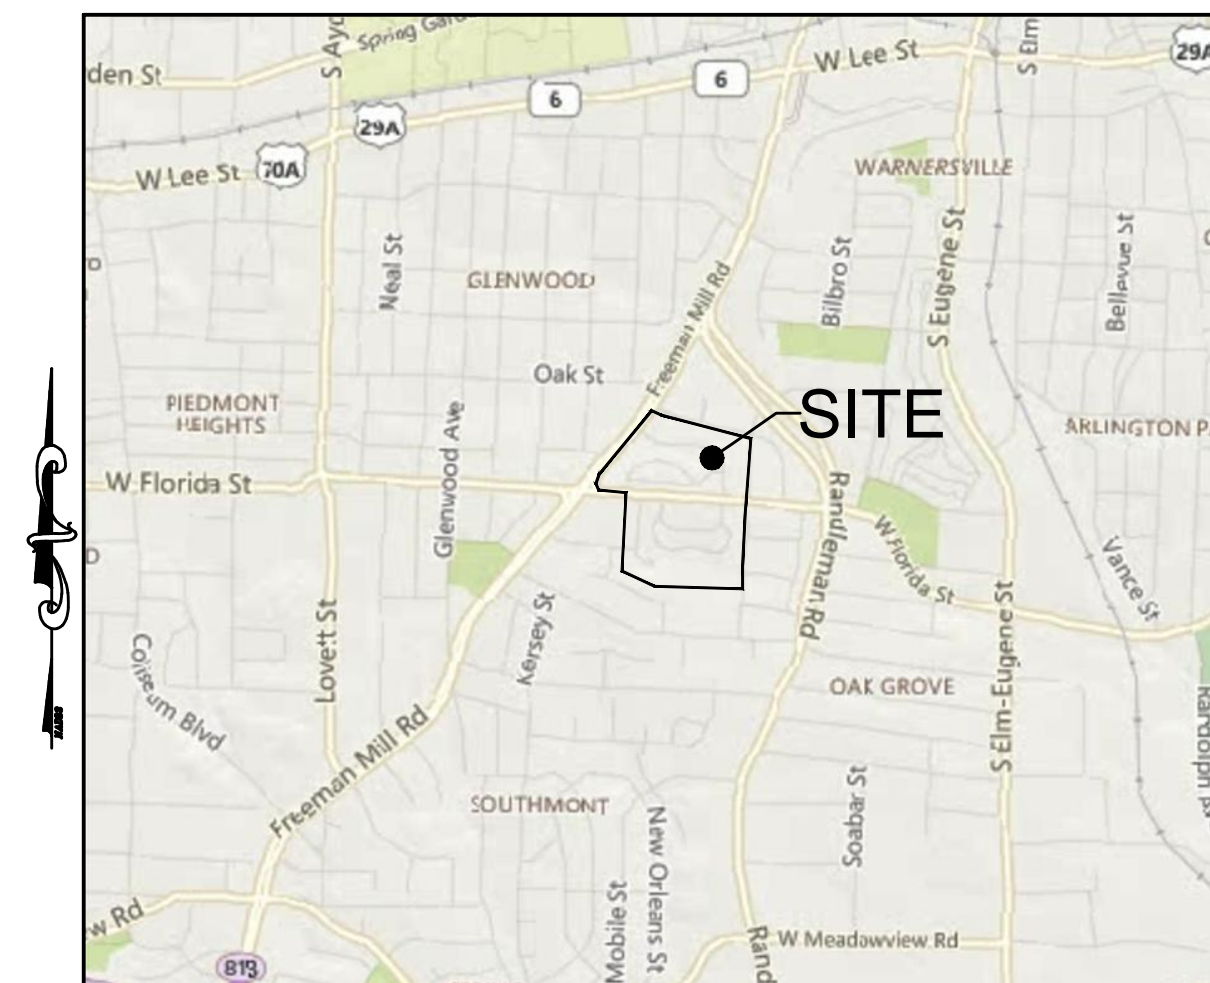 Spring Gard
S Ayc
den St
6
6
W Lee St
S Elm
29A
29A
W Lee St
70A
WARNERSVILLE
Neal St
GLENWOOD
Freeman Mill Rd
Bilbro St
S Eugene St
Bellevue St
Oak St
PIEDMONT
HEIGHTS
Glenwood Ave
SITE
ARLINGTON P
W Florida St
Randleman Rd
W Florida St
Vance St
D
Kersey St
Lovett St
Coliseum Blvd
OAK GROVE
S Elm-Eugene St
Freeman Mill Rd
SOUTHMONT
New Orleans St
Soabar St
Mobile St
w Rd
813
Rand
W Meadowview Rd